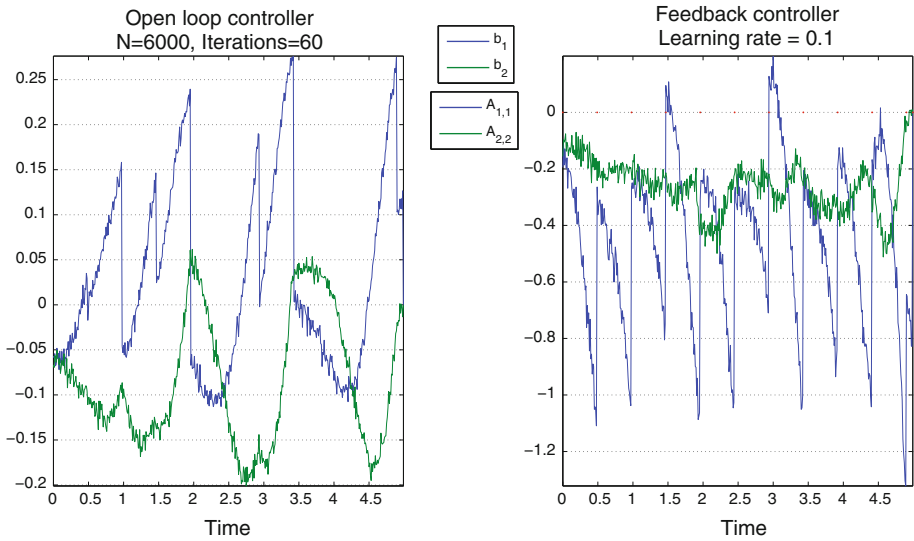 Open loop controller
N=6000, Iterations=60
0.25
0.2
0.15
0.1
0.05
0
−0.05
−0.1
−0.15
−0.2
0 0.5 1 1.5 2 2.5 3 3.5 4 4.5
Time
b1
b2
A1,1
A2,2
Feedback controller
Learning rate = 0.1
0
−0.2
−0.4
−0.6
−0.8
−1
−1.2
0 0.5 1 1.5 2 2.5 3 3.5 4 4.5
Time